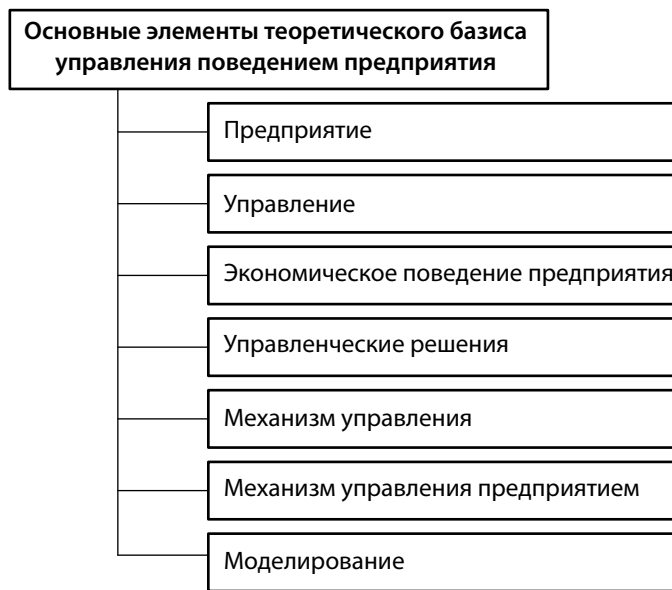 Основные элементы теоретического базиса
управления поведением предприятия
Предприятие
Управление
Экономическое поведение предприятия
Управленческие решения
Механизм управления
Механизм управления предприятием
Моделирование